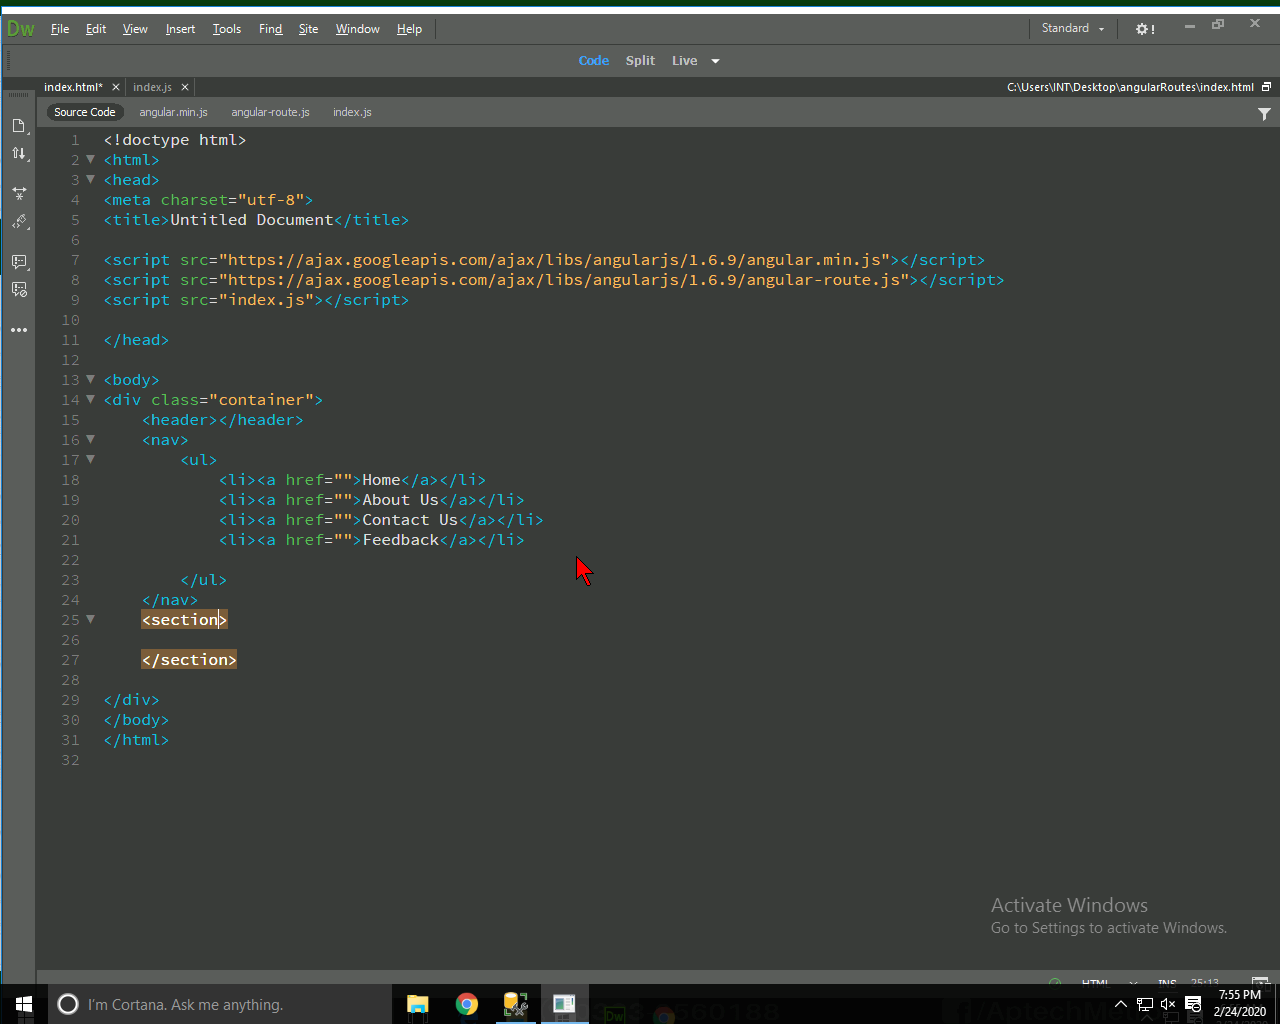 Dw File Edit View Insert Tools Find Site Window Help Standard
Code Split Live
index.html* index.js C:\Users\INT\Desktop\angularRoutes\index.html
Source Code angular.min.js angular-route.js index.js
1 <!doctype html>
2 <html>
3 <head>
4 <meta charset="utf-8">
5 <title>Untitled Document</title>
6
7 <script src="https://ajax.googleapis.com/ajax/libs/angularjs/1.6.9/angular.min.js"></script>
8 <script src="https://ajax.googleapis.com/ajax/libs/angularjs/1.6.9/angular-route.js"></script>
9 <script src="index.js"></script>
10
11 </head>
12
13 <body>
14 <div class="container">
15 <header></header>
16 <nav>
17 <ul>
18 <li><a href="">Home</a></li>
19 <li><a href="">About Us</a></li>
20 <li><a href="">Contact Us</a></li>
21 <li><a href="">Feedback</a></li>
22
23 </ul>
24 </nav>
25 <section>
26
27 </section>
28
29 </div>
30 </body>
31 </html>
32
Activate Windows
Go to Settings to activate Windows.
HTML INS 25:13
I'm Cortana. Ask me anything.
7:55 PM
2/24/2020